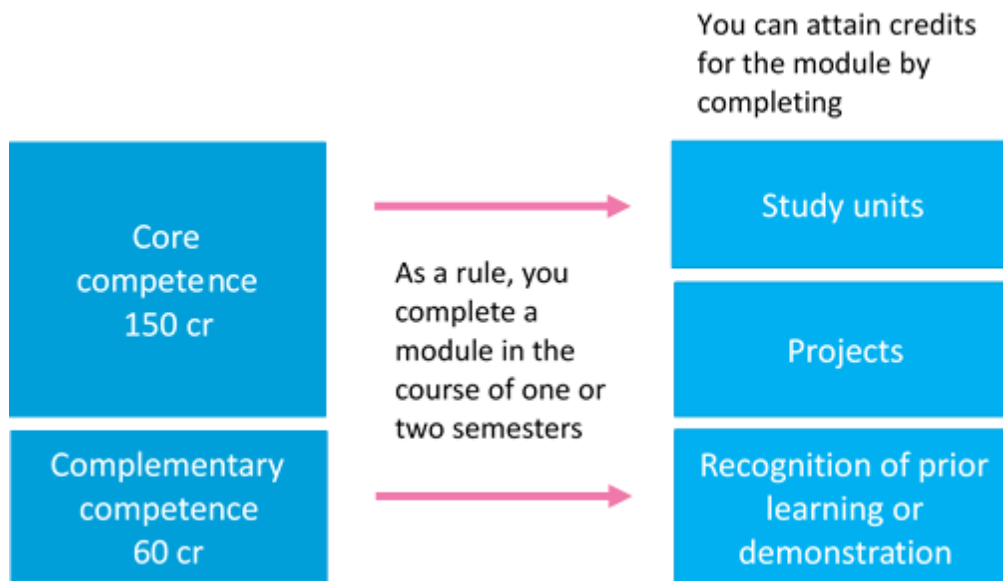 You can attain credits
for the module by
completing
Core
competence
150 cr
Complementary
competence
60 cr
As a rule, you
complete a
module in the
course of one or
two semesters
Study units
Projects
Recognition of prior
learning or
demonstration